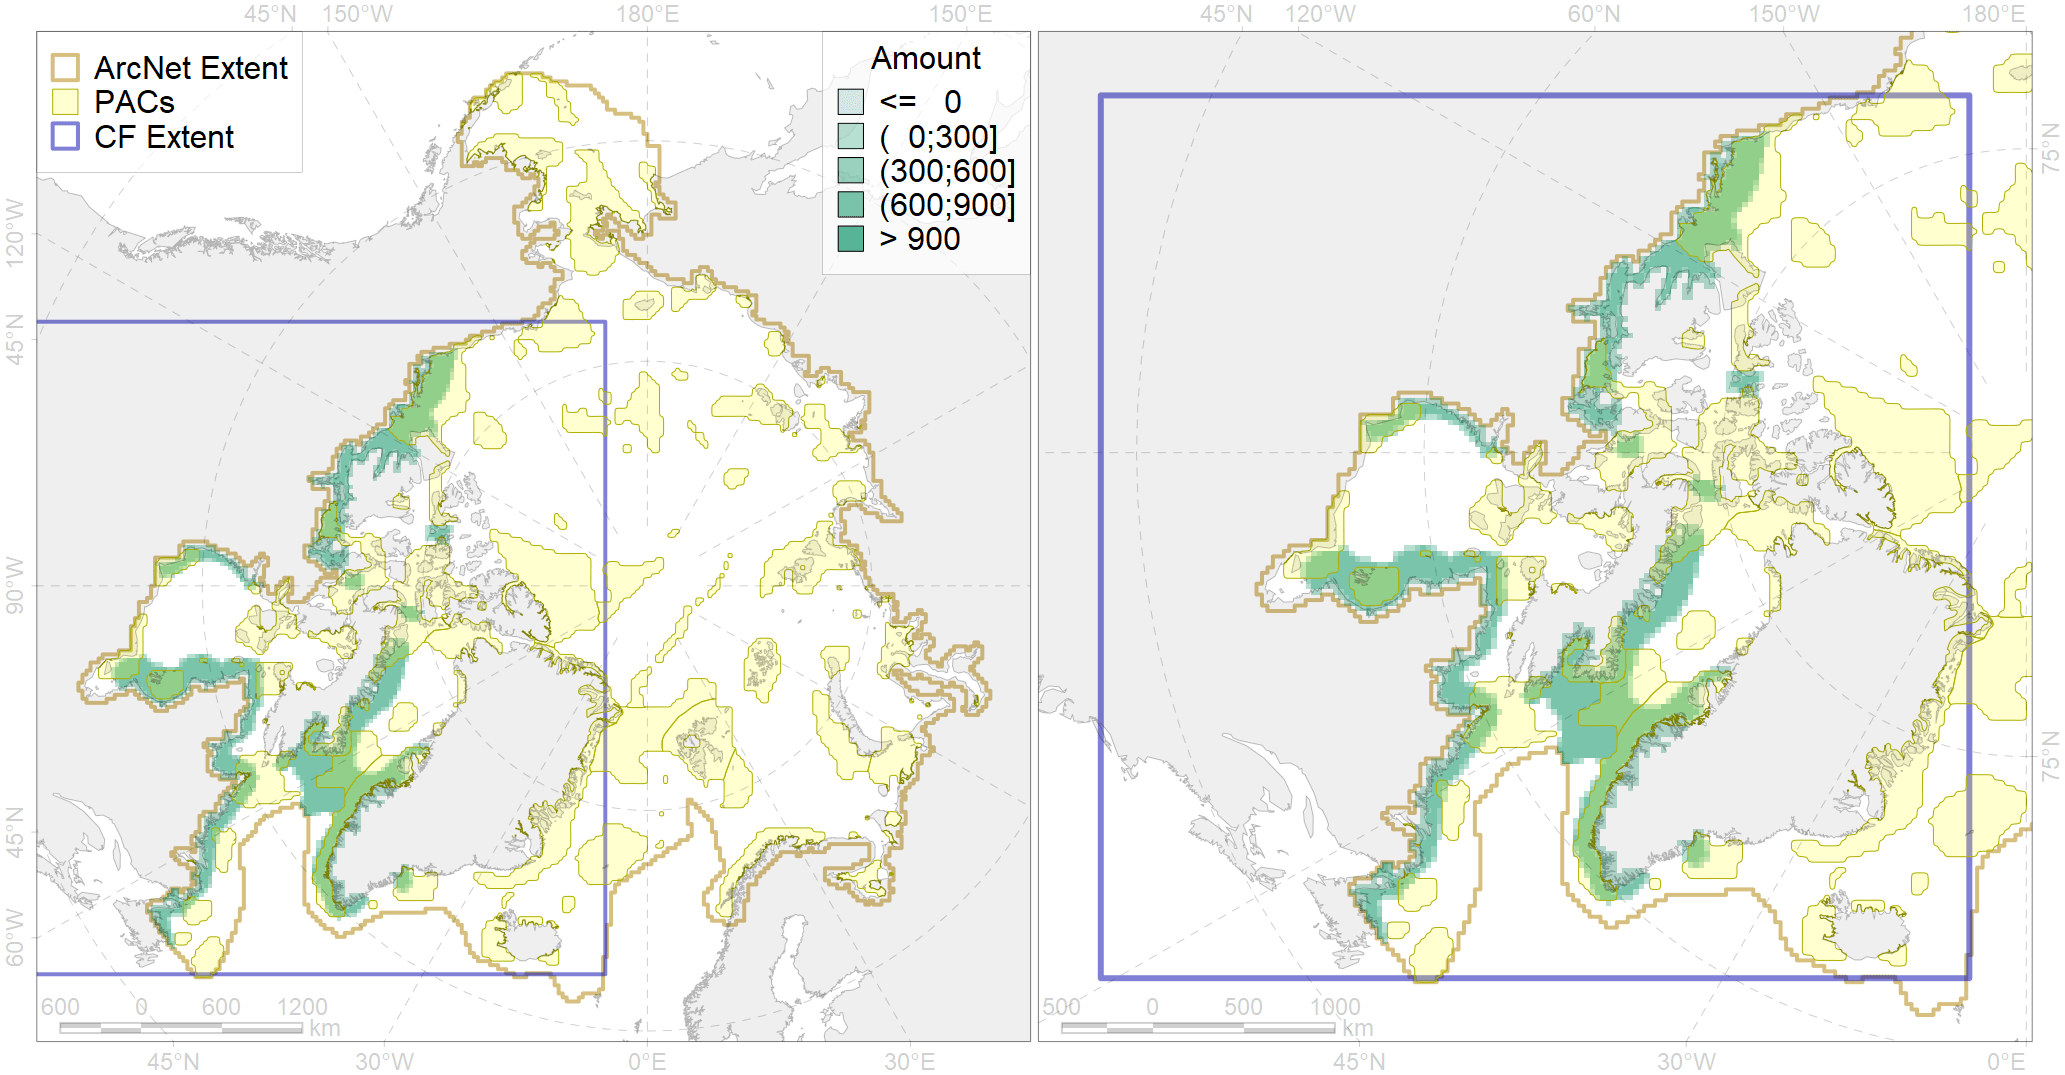 45°N 150°W 180°E 150°E
45°N 120°W 60°N 150°W 180°E
ArcNet Extent
PACs
CF Extent
Amount
<= 0
( 0;300]
(300;600]
(600;900]
> 900
120°W
45°N
90°W
45°N
60°W
75°N
75°N
600 0 600 1200
km
500 0 500 1000
km
45°N 30°W 0°E 30°E
45°N 30°W 0°E